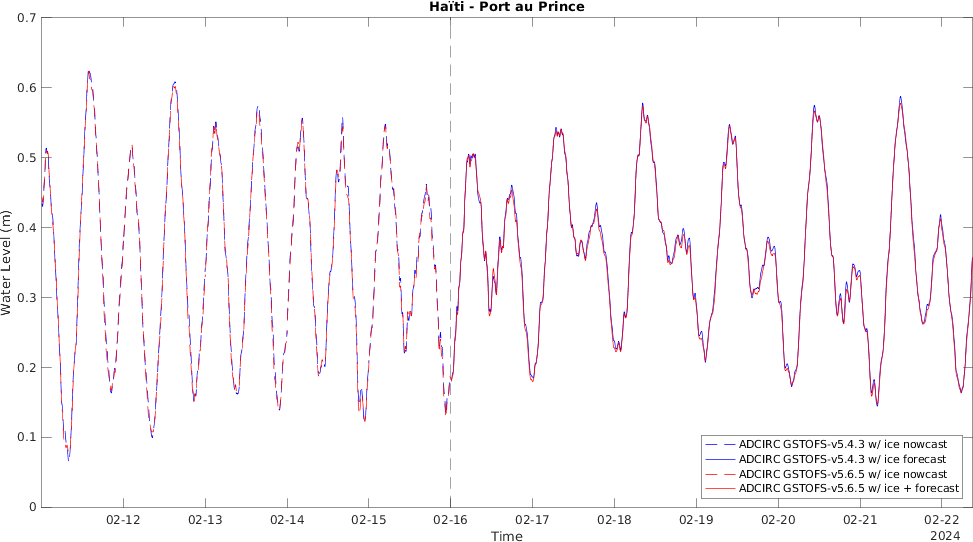 Haïti - Port au Prince
Water Level (m)
0.7
0.6
0.5
0.4
0.3
0.2
0.1
0
ADCIRC GSTOFS-v5.4.3 w/ ice nowcast
ADCIRC GSTOFS-v5.4.3 w/ ice forecast
ADCIRC GSTOFS-v5.6.5 w/ ice nowcast
ADCIRC GSTOFS-v5.6.5 w/ ice + forecast
02-12 02-13 02-14 02-15 02-16 02-17 02-18 02-19 02-20 02-21 02-22
Time
2024